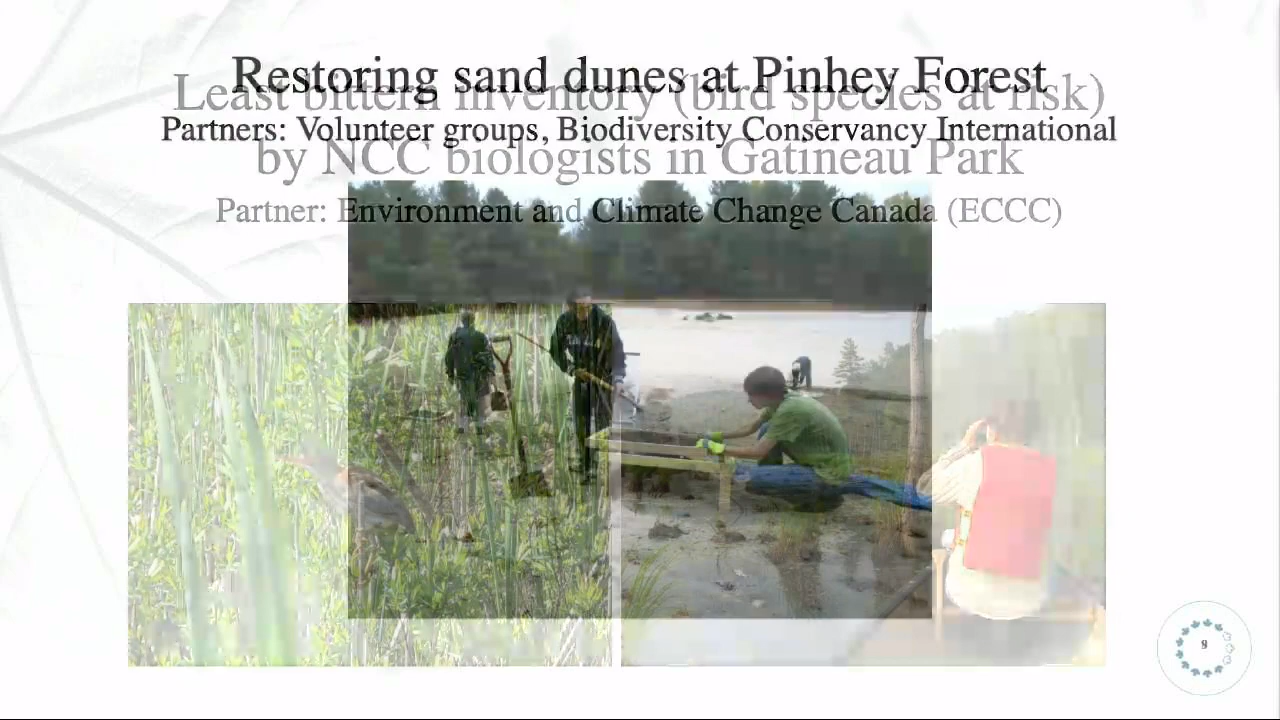 Restoring sand dunes at Pinhey Forest
Least bittern inventory (bird species at risk)
Partners: Volunteer groups, Biodiversity Conservancy International
by NCC biologists in Gatineau Park
Partner: Environment and Climate Change Canada (ECCC)